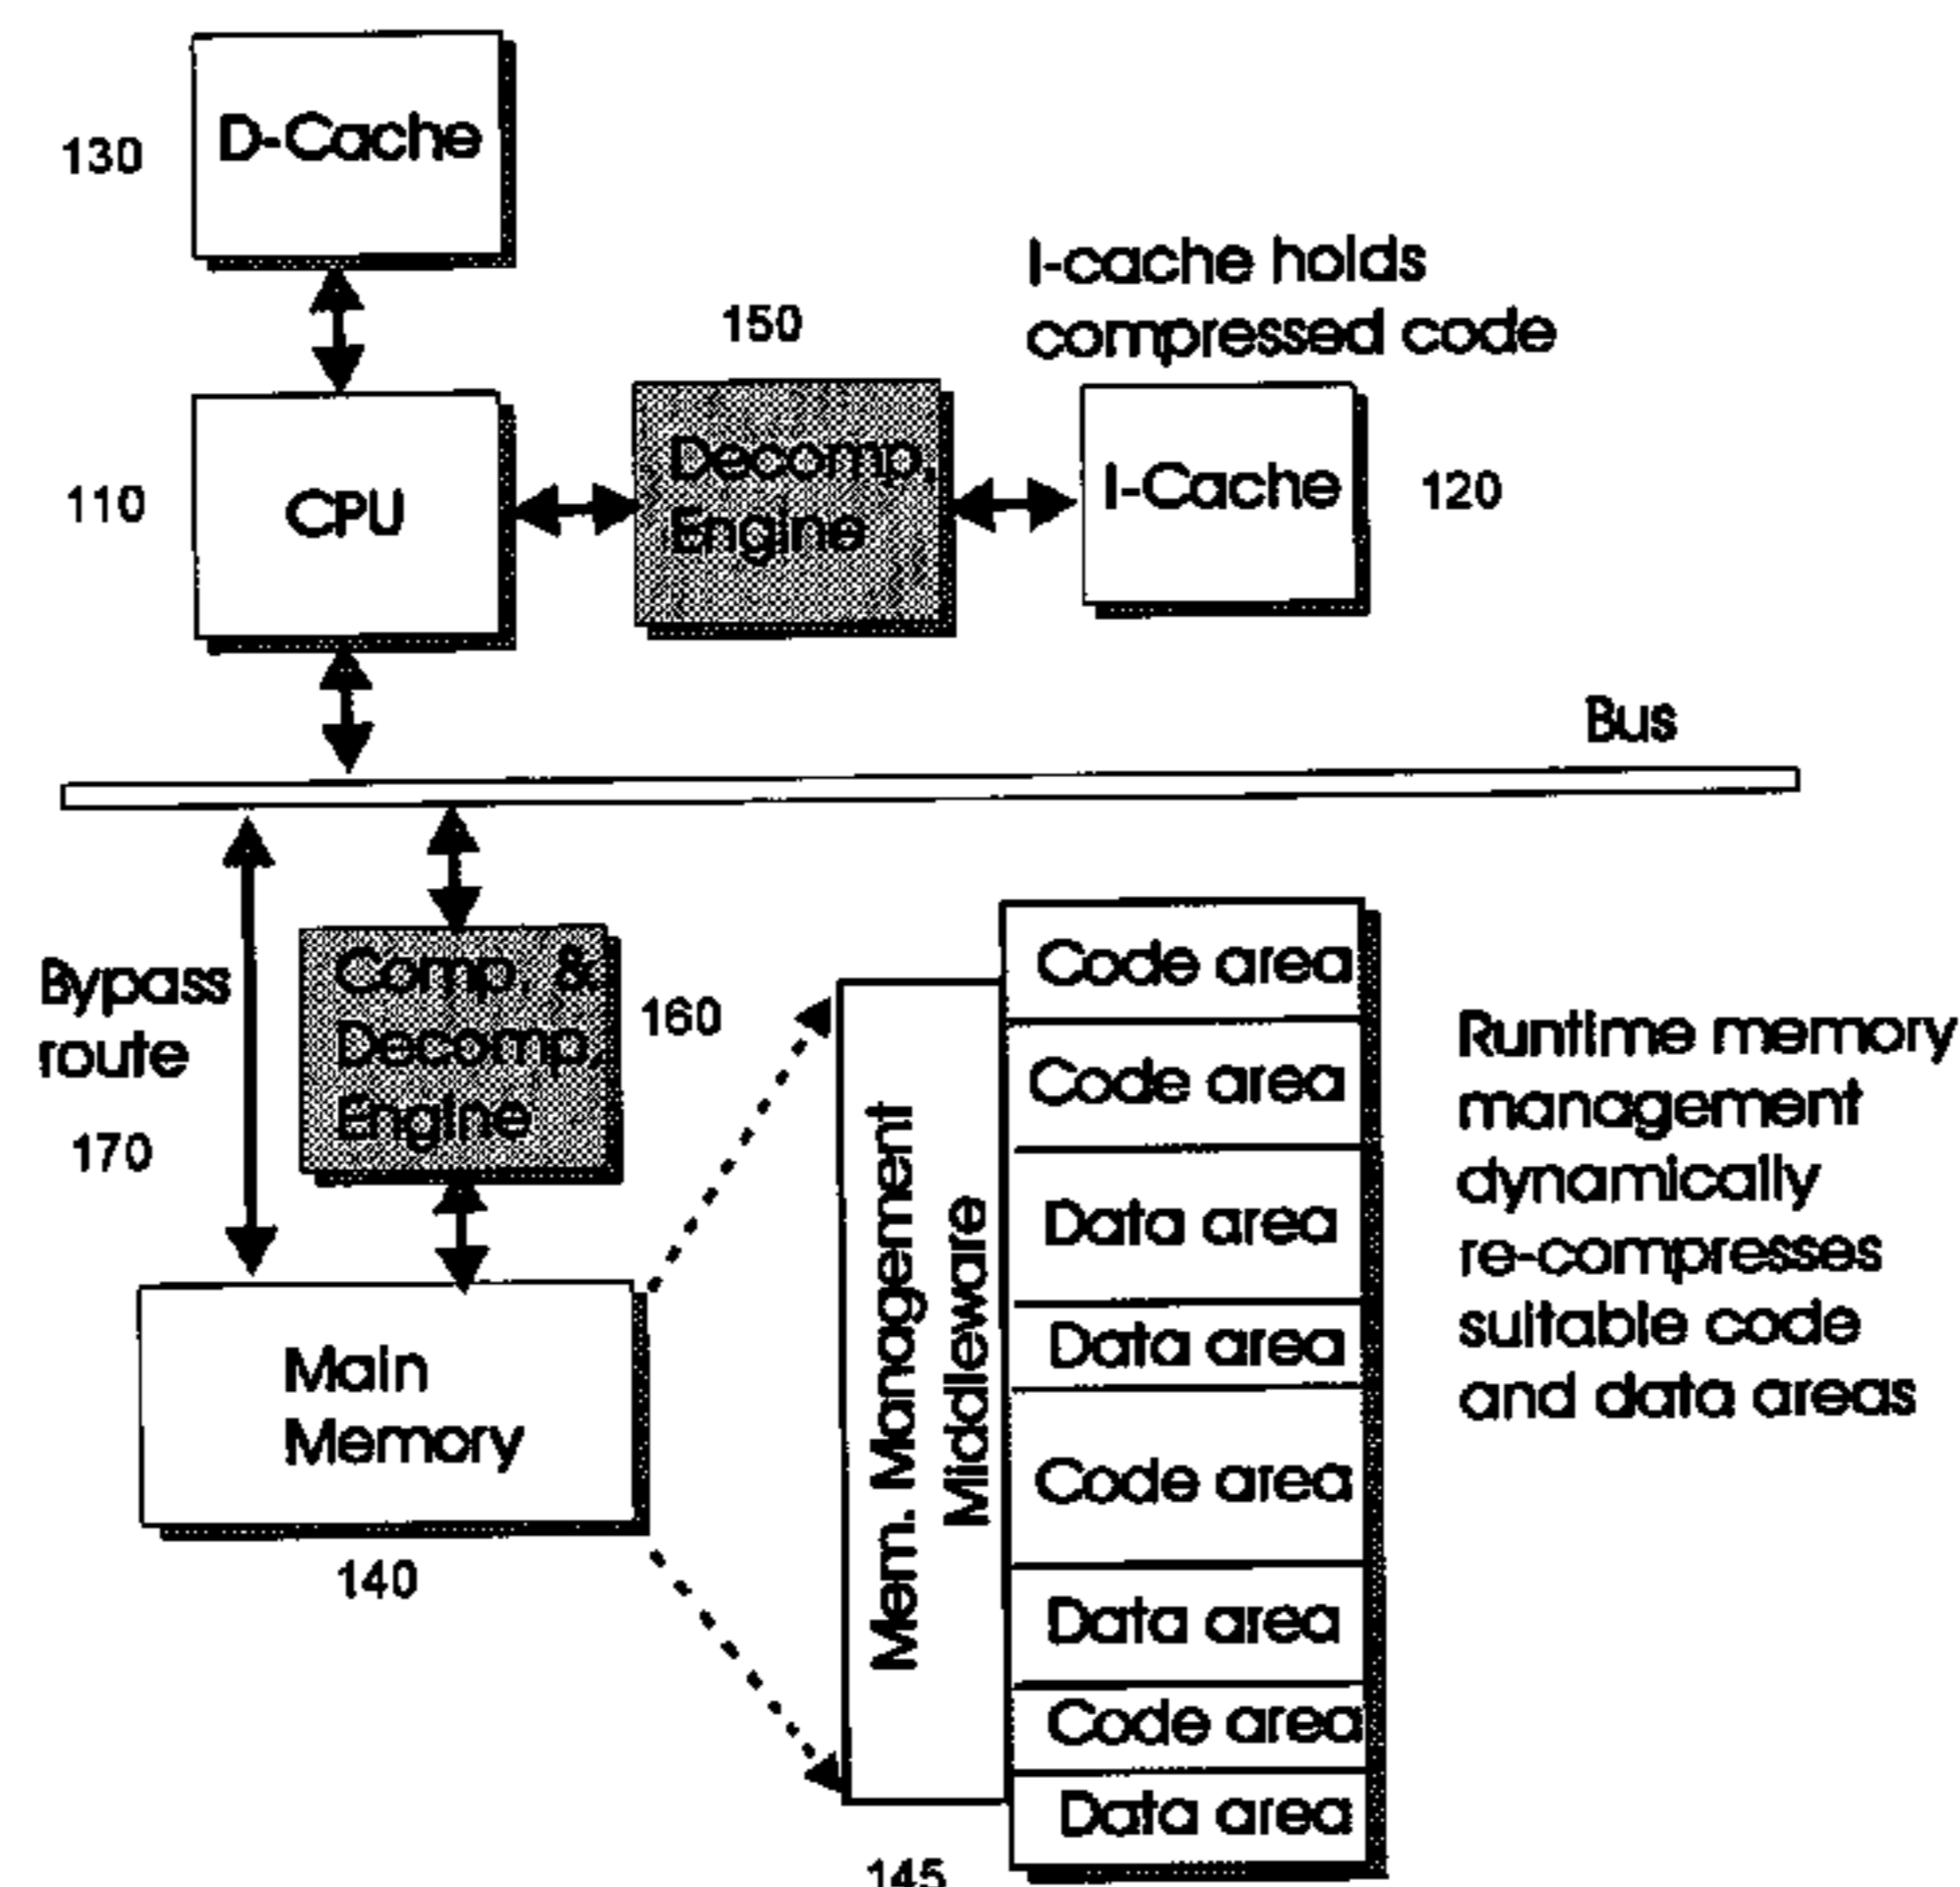 D-Cache
130
I-cache holds
compressed code
150
CPU
110
Decomp.
Engine
I-Cache
120
Bus
Bypass
route
170
Comp. &
Decomp.
Engine
160
Main
Memory
140
Mem. Management
Middleware
145
Code area
Code area
Data area
Data area
Code area
Data area
Code area
Data area
Runtime memory
management
dynamically
re-compresses
suitable code
and data areas